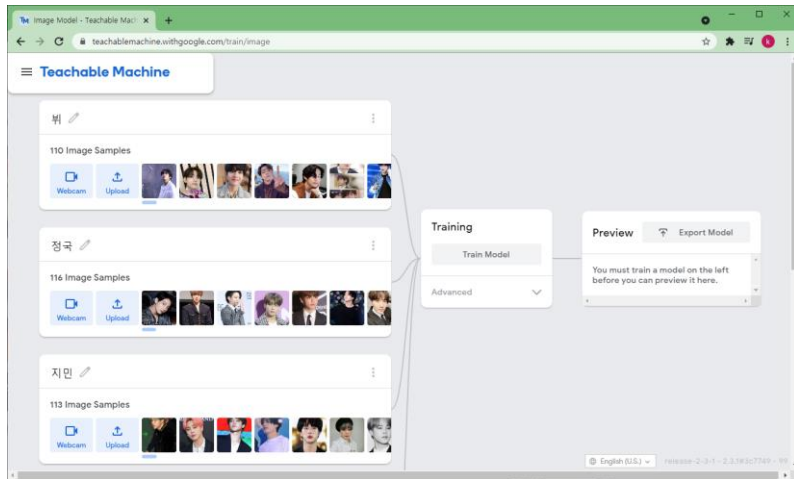 Image Model - Teachable Mach
teachablemachine.withgoogle.com/train/image
k
Teachable Machine
뷔
110 Image Samples
Webcam
Upload
정국
116 Image Samples
Webcam
Upload
지민
113 Image Samples
Webcam
Upload
Training
Train Model
Advanced
Preview
Export Model
You must train a model on the left
before you can preview it here.
English (U.S.)